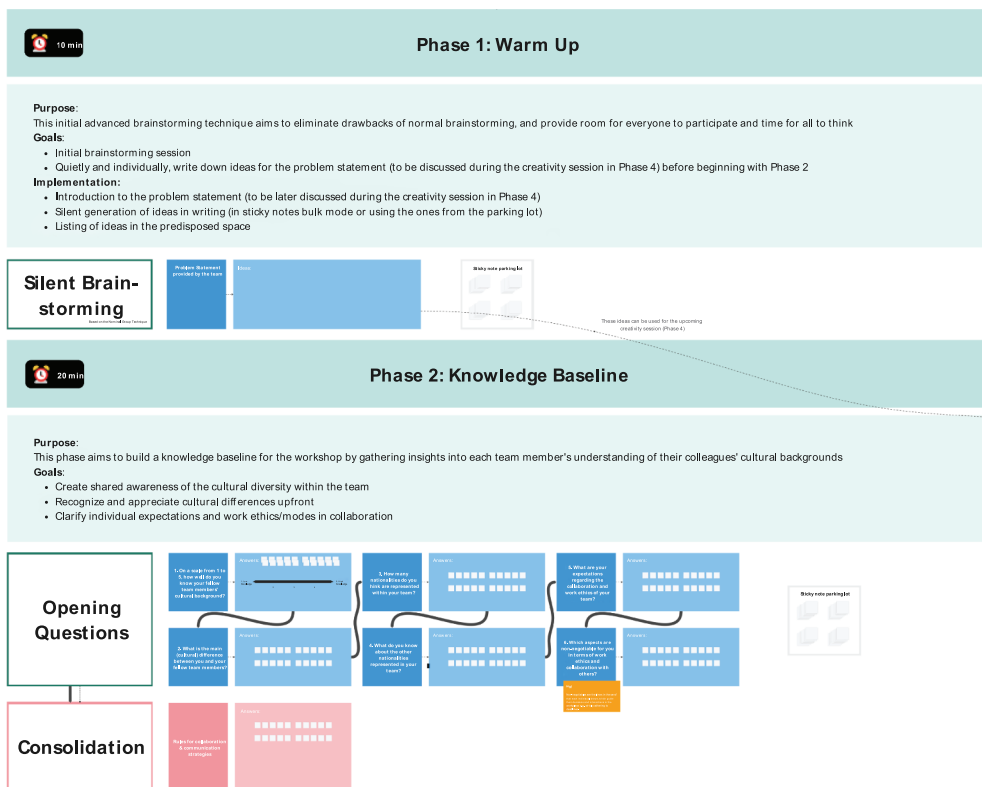 10 min
Phase 1: Warm Up
Purpose:
This initial advanced brainstorming technique aims to eliminate drawbacks of normal brainstorming, and provide room for everyone to participate and time for all to think
Goals:
• Initial brainstorming session
• Quietly and individually, write down ideas for the problem statement (to be discussed during the creativity session in Phase 4) before beginning with Phase 2
Implementation:
• Introduction to the problem statement (to be later discussed during the creativity session in Phase 4)
• Silent generation of ideas in writing (in sticky notes bulk mode or using the ones from the parking lot)
• Listing of ideas in the predisposed space
Silent Brain-
storming
Based on the Nominal Group Technique
Problem Statement
provided by the team
Ideas
Sticky note parking lot
These ideas can be used for the upcoming
creativity session (Phase 4)
20 min
Phase 2: Knowledge Baseline
Purpose:
This phase aims to build a knowledge baseline for the workshop by gathering insights into each team member's understanding of their colleagues' cultural backgrounds
Goals:
• Create shared awareness of the cultural diversity within the team
• Recognize and appreciate cultural differences upfront
• Clarify individual expectations and work ethics/modes in collaboration
Opening
Questions
1. On a scale from 1 to
5, how well do you
know your fellow
team members'
cultural background?
Answers:
2. What is the main
(cultural) difference
between you and your
fellow team members?
Answers:
3. How many
nationalities do you
think are represented
within your team?
Answers:
4. What do you know
about the other
nationalities
represented in your
team?
Answers:
5. What are your
expectations
regarding the
collaboration and
work ethics of your
team?
Answers:
6. Which aspects are
non-negotiable for you
in terms of work
ethics and
collaboration with
others?
Answers:
Sticky note parking lot
Consolidation
Rules for collaboration
& communication
strategies
Answers: